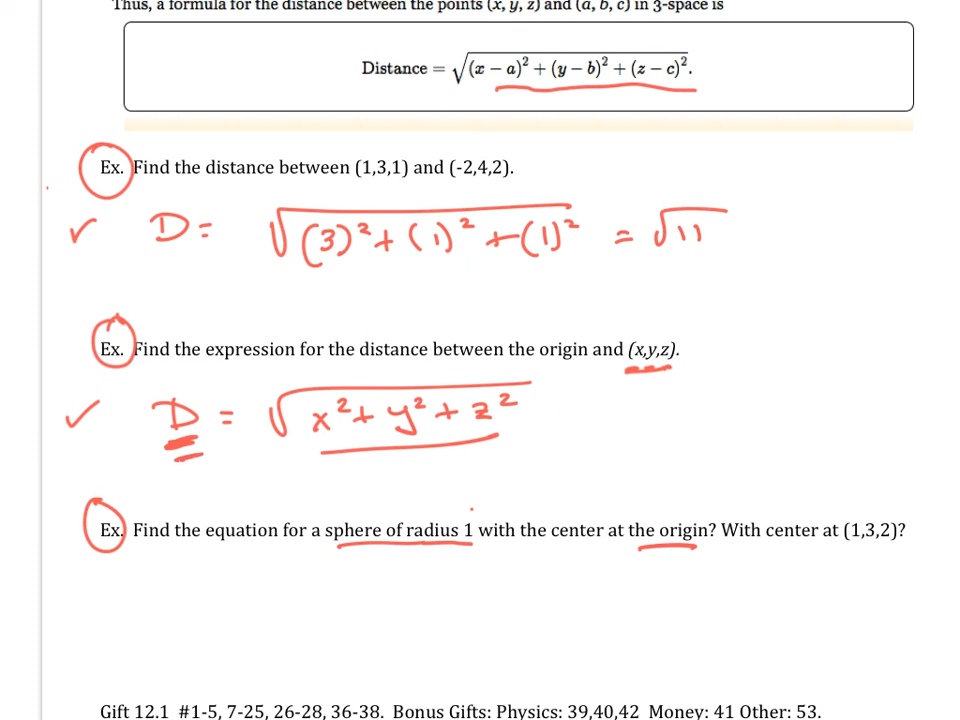 Thus, a formula for the distance between the points (x, y, z) and (a, b, c) in 3-space is
Distance = √(x − a)² + (y − b)² + (z − c)².
Ex. Find the distance between (1,3,1) and (-2,4,2).
✓ D = √(3)² + (1)² + (1)² = √11
Ex. Find the expression for the distance between the origin and (x,y,z).
✓ D = √x² + y² + z²
Ex. Find the equation for a sphere of radius 1 with the center at the origin? With center at (1,3,2)?
Gift 12.1 #1-5, 7-25, 26-28, 36-38. Bonus Gifts: Physics: 39,40,42 Money: 41 Other: 53.